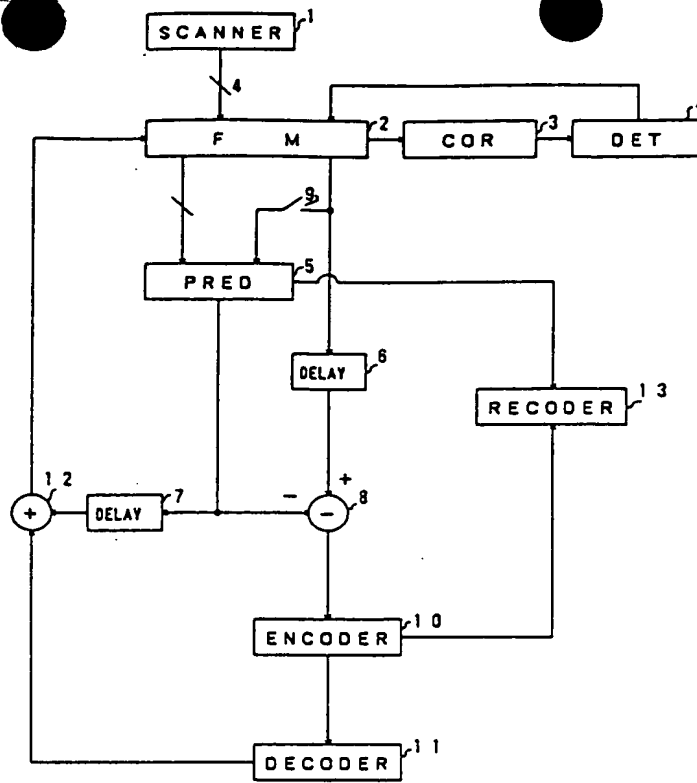 SCANNER 1
4
F M 2
COR 3
DET
9
PRED 5
DELAY 6
RECODER 13
12
+
DELAY 7
−
+
− 8
ENCODER 10
DECODER 11